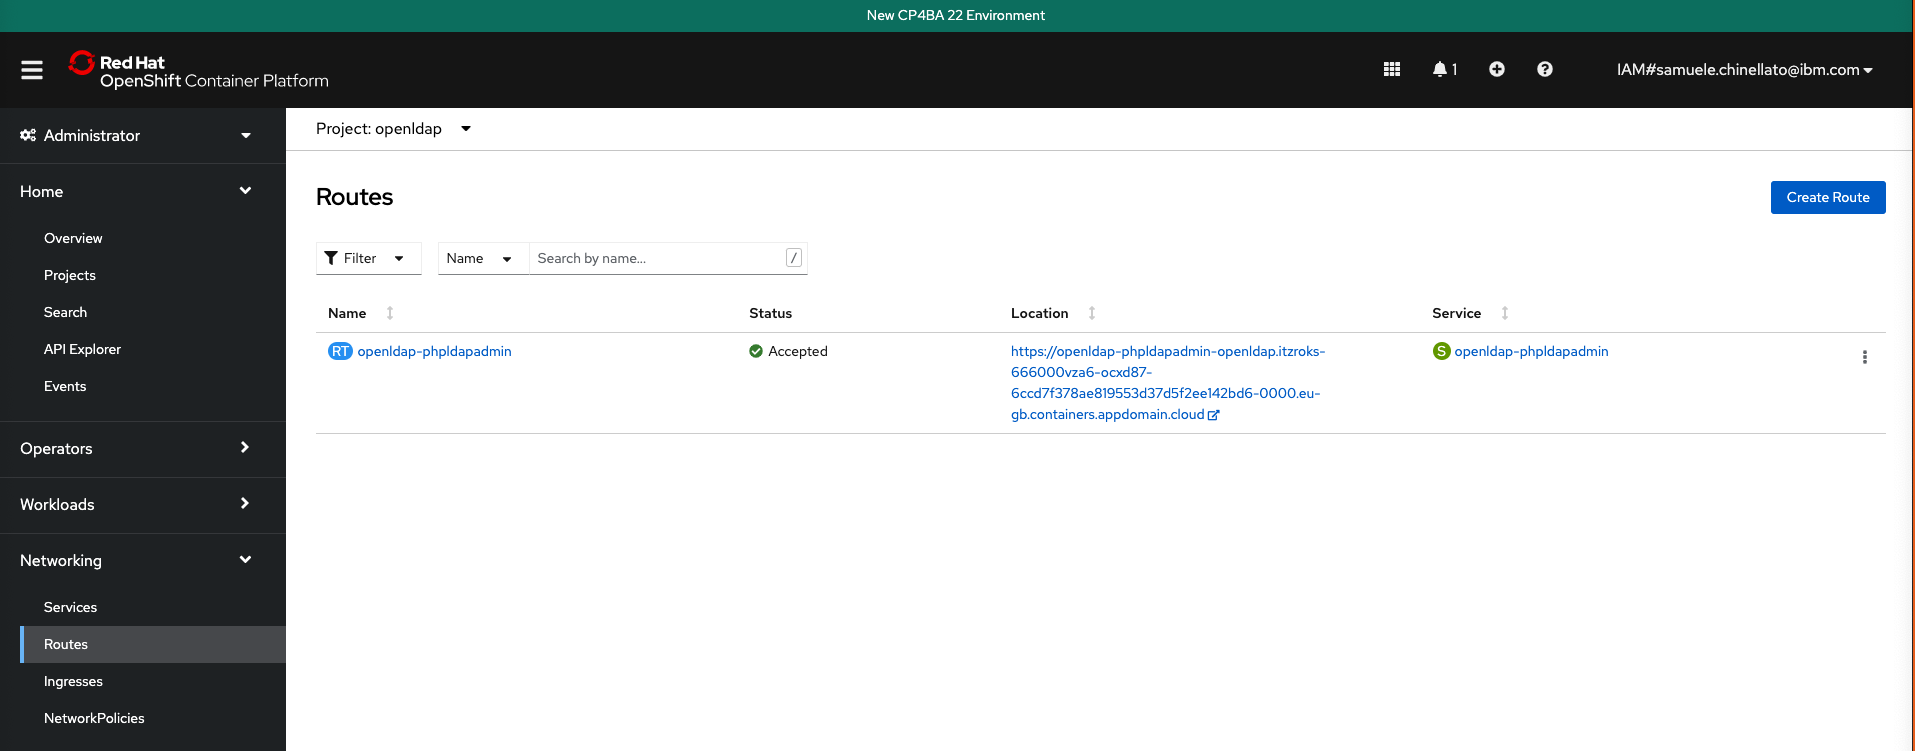 New CP4BA 22 Environment
Red Hat
OpenShift Container Platform
1
IAM#samuele.chinellato@ibm.com
Administrator
Home
Overview
Projects
Search
API Explorer
Events
Operators
Workloads
Networking
Services
Routes
Ingresses
NetworkPolicies
Project: openldap
Routes
Create Route
Filter
Name
Search by name...
/
Name
Status
Location
Service
RT openldap-phpldapadmin
Accepted
https://openldap-phpldapadmin-openldap.itzroks-
666000vza6-ocxd87-
6ccd7f378ae819553d37d5f2ee142bd6-0000.eu-
gb.containers.appdomain.cloud
S openldap-phpldapadmin